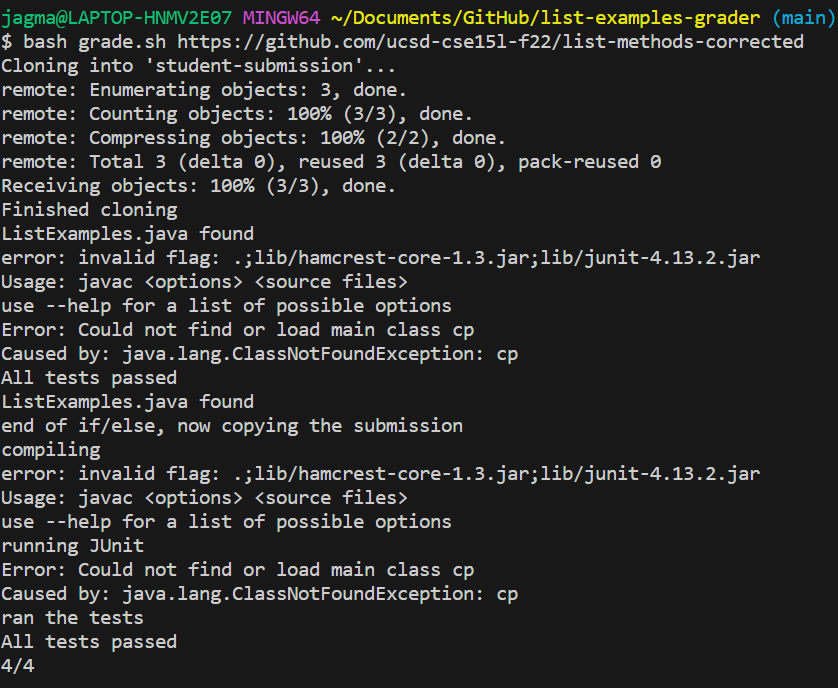 jagma@LAPTOP-HNMV2E07 MINGW64 ~/Documents/GitHub/list-examples-grader (main)
$ bash grade.sh https://github.com/ucsd-cse15l-f22/list-methods-corrected
Cloning into 'student-submission'...
remote: Enumerating objects: 3, done.
remote: Counting objects: 100% (3/3), done.
remote: Compressing objects: 100% (2/2), done.
remote: Total 3 (delta 0), reused 3 (delta 0), pack-reused 0
Receiving objects: 100% (3/3), done.
Finished cloning
ListExamples.java found
error: invalid flag: .;lib/hamcrest-core-1.3.jar;lib/junit-4.13.2.jar
Usage: javac <options> <source files>
use --help for a list of possible options
Error: Could not find or load main class cp
Caused by: java.lang.ClassNotFoundException: cp
All tests passed
ListExamples.java found
end of if/else, now copying the submission
compiling
error: invalid flag: .;lib/hamcrest-core-1.3.jar;lib/junit-4.13.2.jar
Usage: javac <options> <source files>
use --help for a list of possible options
running JUnit
Error: Could not find or load main class cp
Caused by: java.lang.ClassNotFoundException: cp
ran the tests
All tests passed
4/4